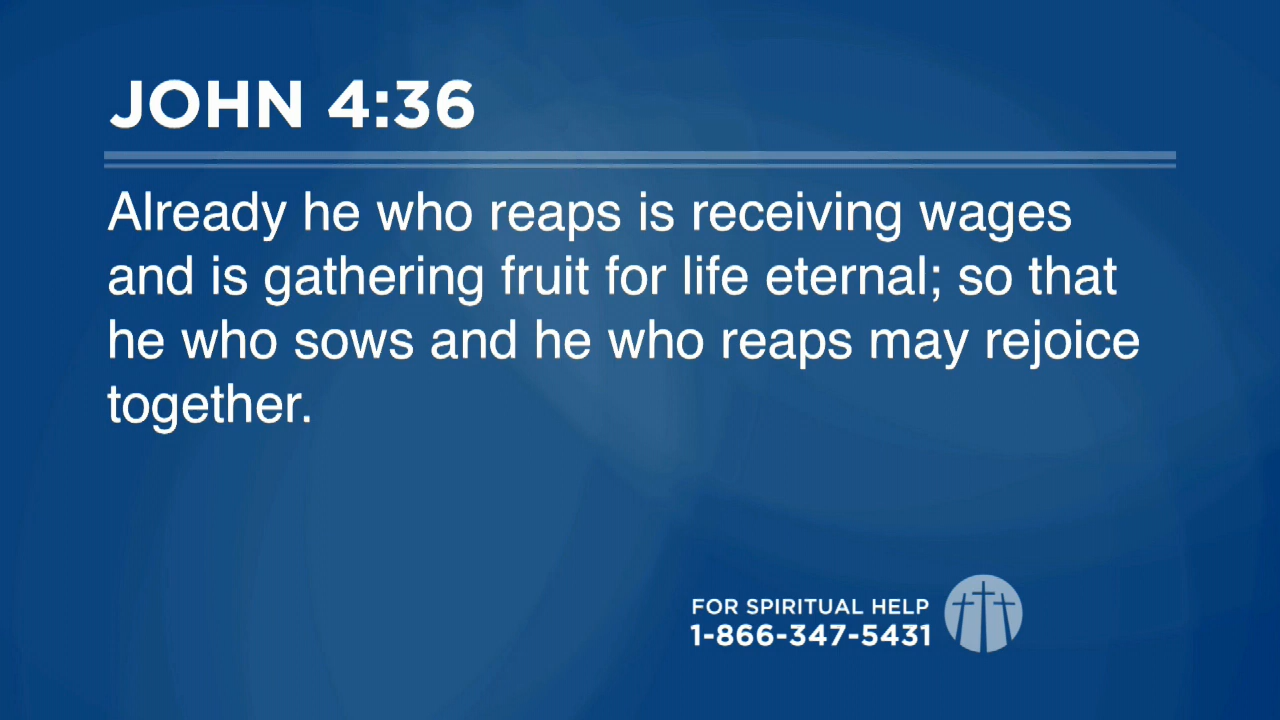 JOHN 4:36
Already he who reaps is receiving wages
and is gathering fruit for life eternal; so that
he who sows and he who reaps may rejoice
together.
FOR SPIRITUAL HELP
1-866-347-5431